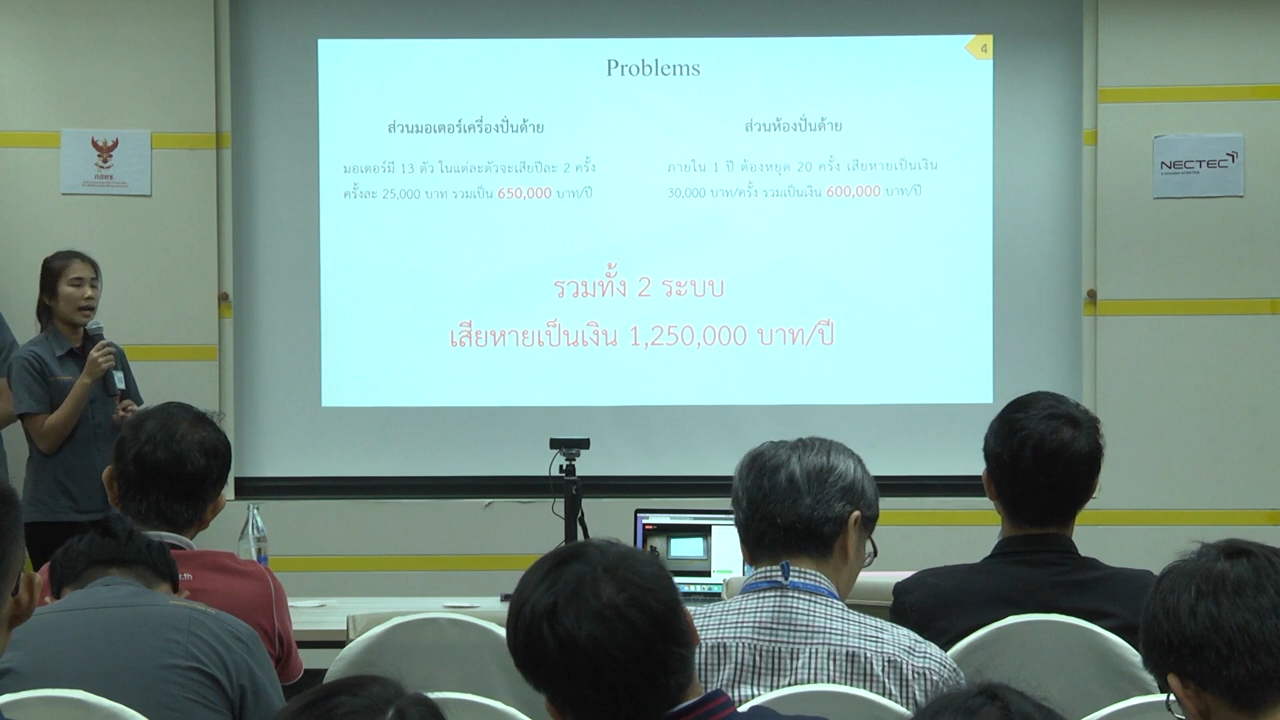 4
Problems
ส่วนมอเตอร์เครื่องปั่นด้าย
มอเตอร์มี 13 ตัว ในแต่ละตัวจะเสียปีละ 2 ครั้ง
ครั้งละ 25,000 บาท รวมเป็น 650,000 บาท/ปี
ส่วนห้องปั่นด้าย
ภายใน 1 ปี ต้องหยุด 20 ครั้ง เสียหายเป็นเงิน
30,000 บาท/ครั้ง รวมเป็นเงิน 600,000 บาท/ปี
รวมทั้ง 2 ระบบ
เสียหายเป็นเงิน 1,250,000 บาท/ปี
กสทช.
NECTEC
a member of NSTDA
r.th